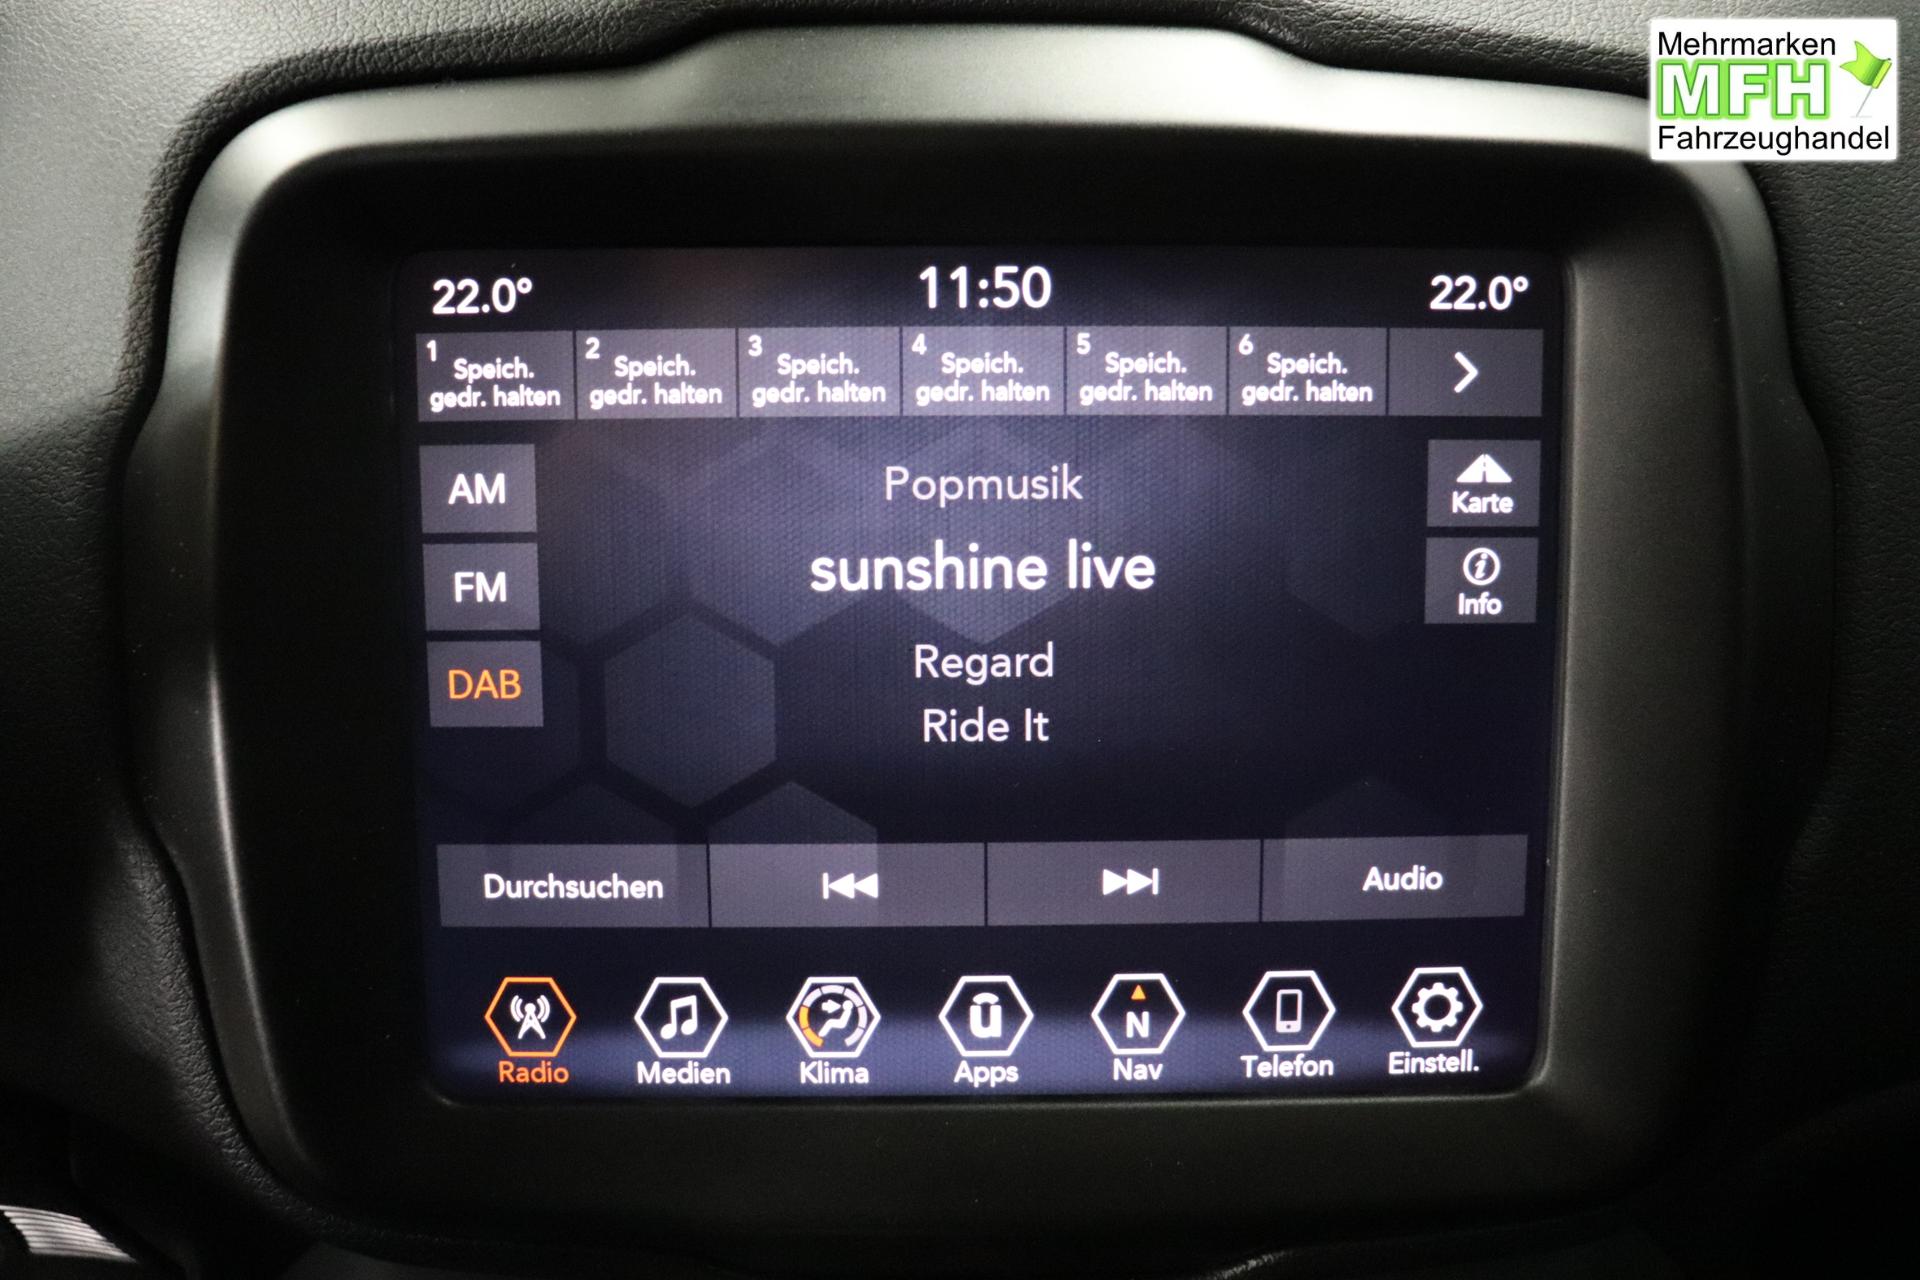 Mehrmarken
MFH
Fahrzeughandel
22.0° 11:50 22.0°
1 Speich. gedr. halten
2 Speich. gedr. halten
3 Speich. gedr. halten
4 Speich. gedr. halten
5 Speich. gedr. halten
6 Speich. gedr. halten
AM
FM
DAB
Popmusik
sunshine live
Regard
Ride It
Karte
i
Info
Durchsuchen
Audio
Radio
Medien
Klima
ū
Apps
N
Nav
Telefon
Einstell.